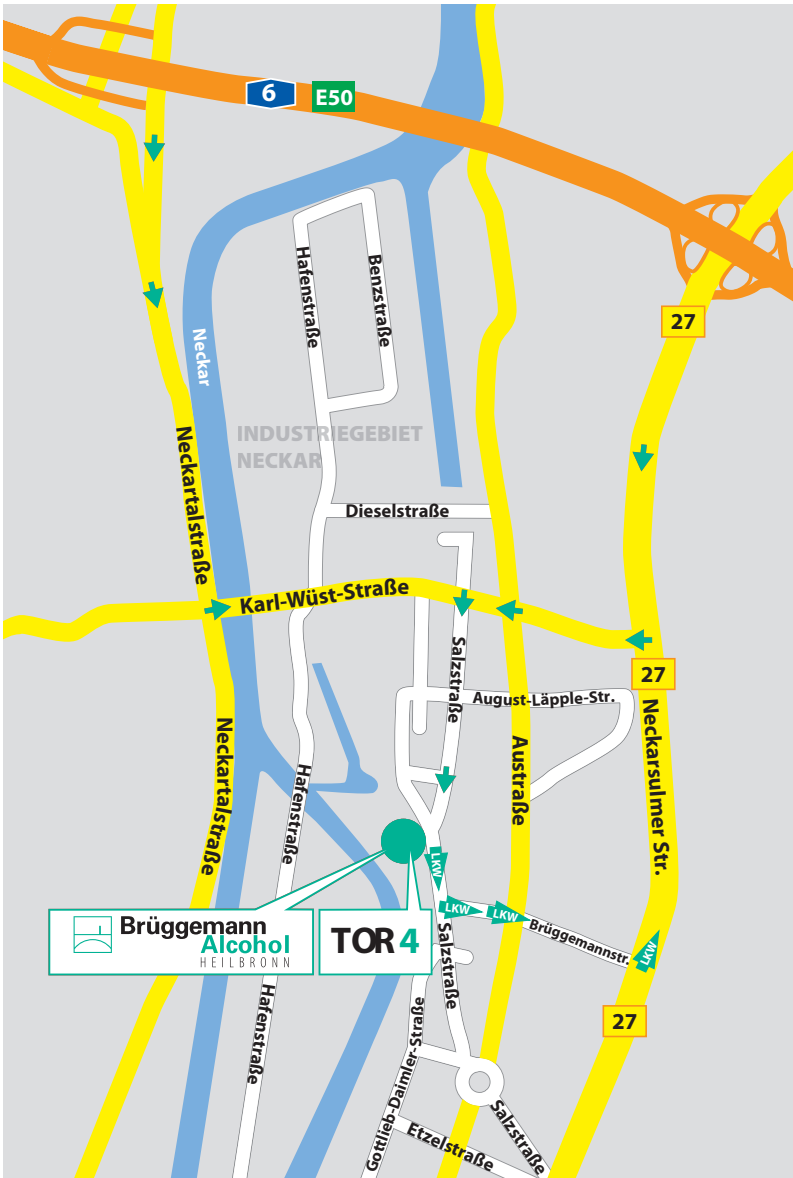 6
E50
27
Hafenstraße
Benzstraße
Neckar
INDUSTRIEGEBIET
NECKAR
Neckartalstraße
Dieselstraße
Karl-Wüst-Straße
Salzstraße
27
August-Läpple-Str.
Neckarsulmer Str.
Neckartalstraße
Austraße
Hafenstraße
LKW
LKW
LKW
Brüggemann
Alcohol
HEILBRONN
TOR 4
Brüggemannstr.
LKW
Salzstraße
Hafenstraße
27
Gottlieb-Daimler-Straße
Salzstraße
Etzelstraße